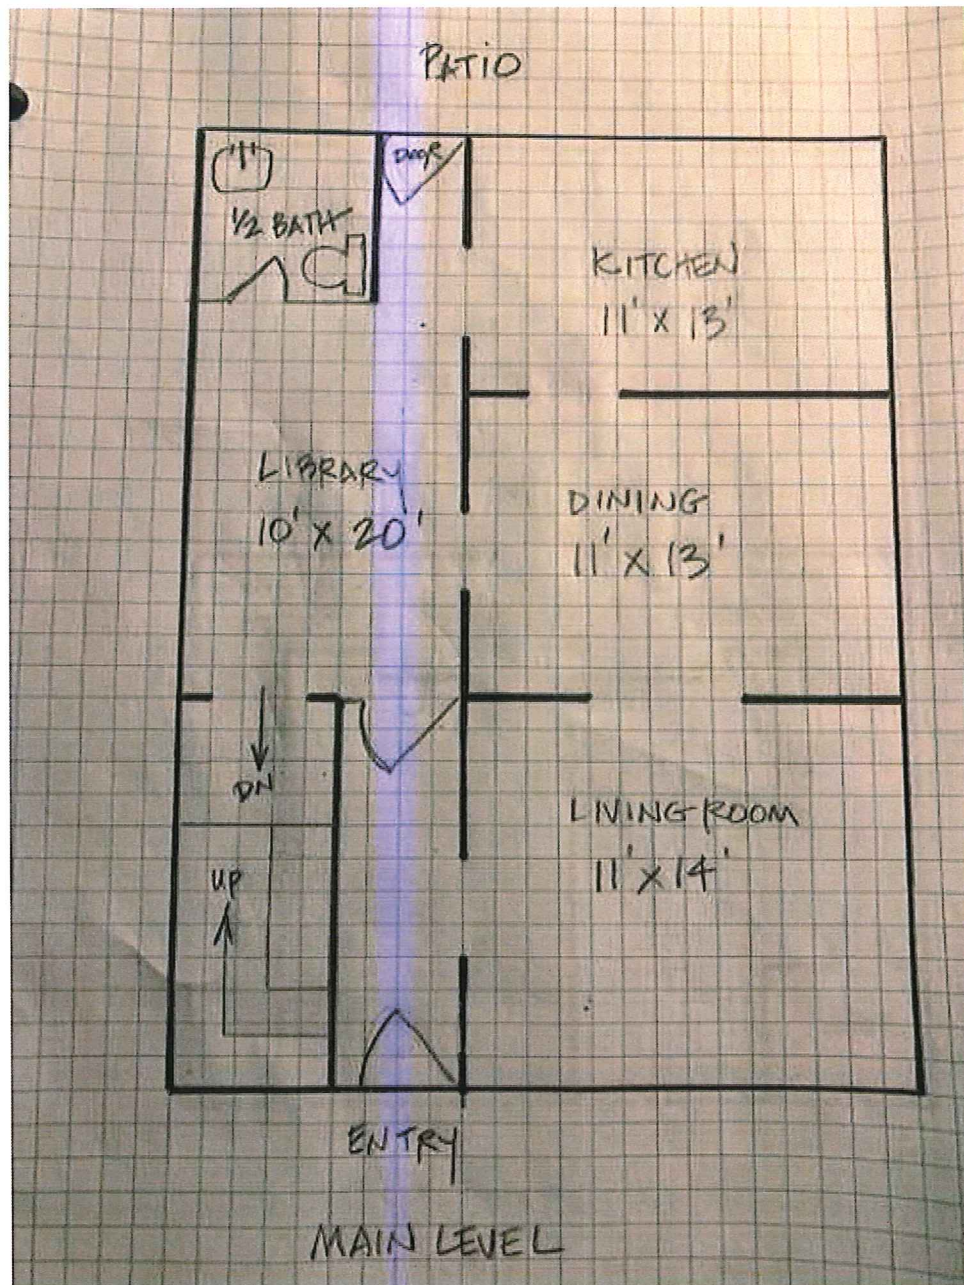 PATIO
DOOR
1/2 BATH
KITCHEN
11' X 13'
LIBRARY
10' X 20'
DINING
11' X 13'
DN
LIVING ROOM
11' X 14'
UP
ENTRY
MAIN LEVEL